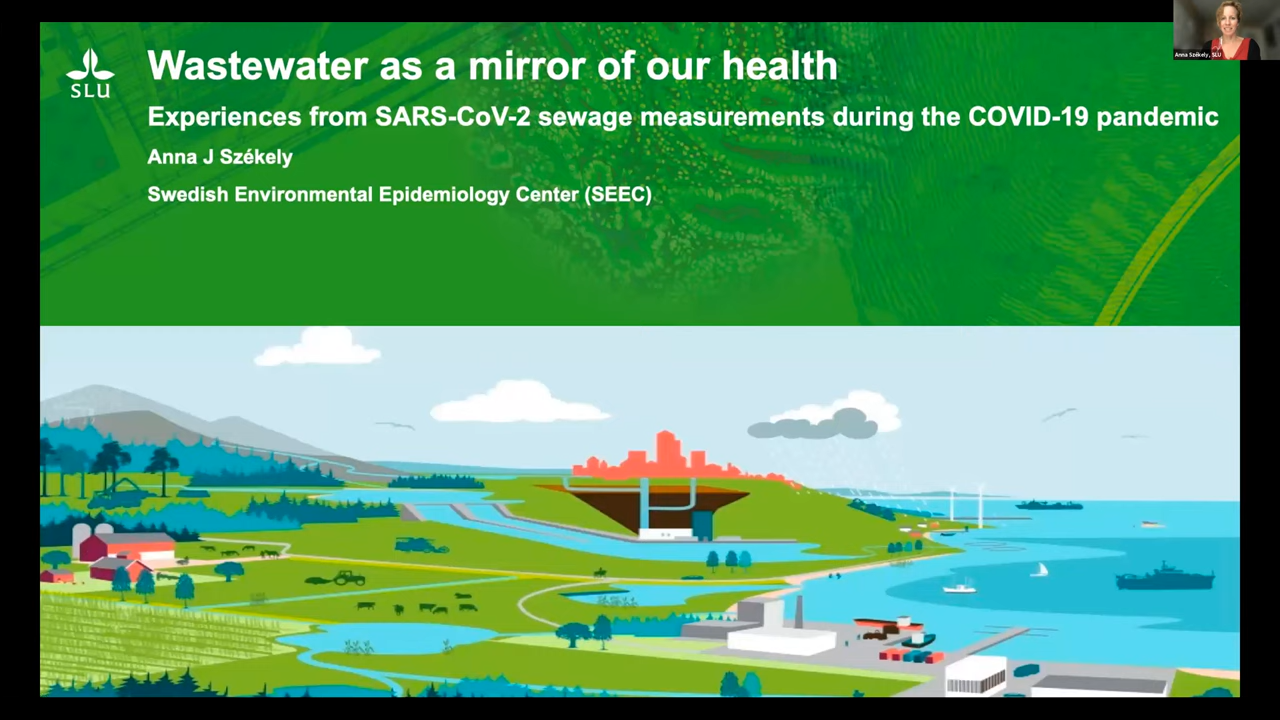 Wastewater as a mirror of our health
SLU
Experiences from SARS-CoV-2 sewage measurements during the COVID-19 pandemic
Anna J Székely
Swedish Environmental Epidemiology Center (SEEC)
Anna Székely, SLU